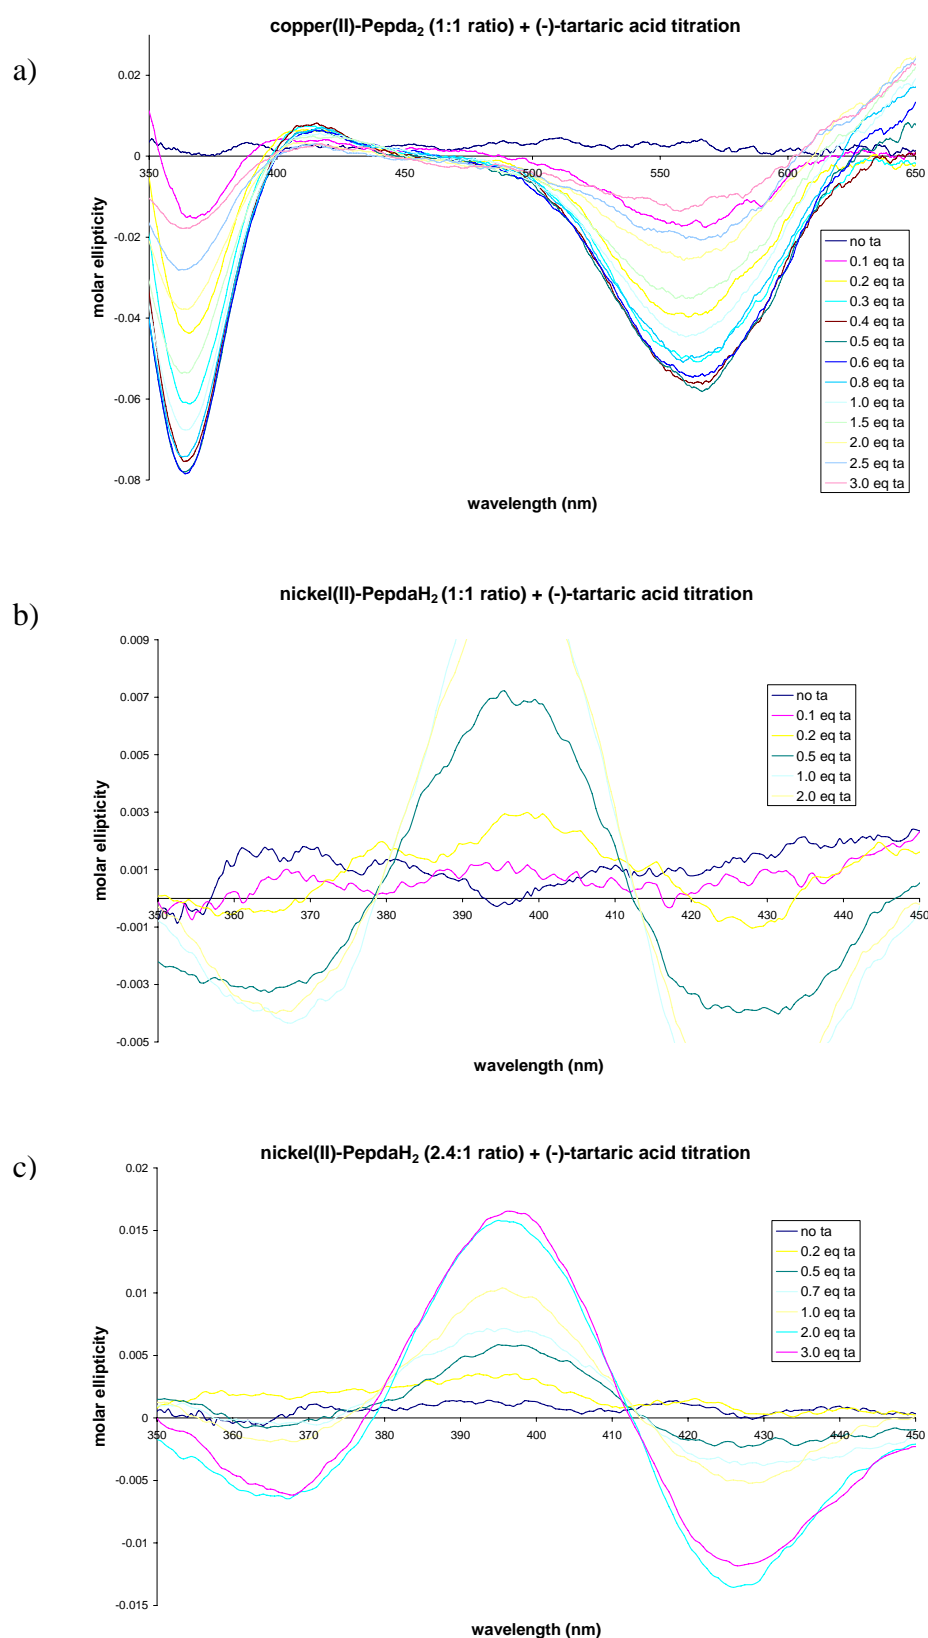 copper(II)-Pepda2 (1:1 ratio) + (-)-tartaric acid titration
a)
0.02
0
-0.02
-0.04
-0.06
-0.08
350
400
450
500
550
600
650
molar ellipticity
wavelength (nm)
no ta
0.1 eq ta
0.2 eq ta
0.3 eq ta
0.4 eq ta
0.5 eq ta
0.6 eq ta
0.8 eq ta
1.0 eq ta
1.5 eq ta
2.0 eq ta
2.5 eq ta
3.0 eq ta
nickel(II)-PepdaH2 (1:1 ratio) + (-)-tartaric acid titration
b)
0.009
0.007
0.005
0.003
0.001
-0.001
-0.003
-0.005
350
360
370
380
390
400
410
420
430
440
450
molar ellipticity
wavelength (nm)
no ta
0.1 eq ta
0.2 eq ta
0.5 eq ta
1.0 eq ta
2.0 eq ta
nickel(II)-PepdaH2 (2.4:1 ratio) + (-)-tartaric acid titration
c)
0.02
0.015
0.01
0.005
0
-0.005
-0.01
-0.015
350
360
370
380
390
400
410
420
430
440
450
molar ellipticity
wavelength (nm)
no ta
0.2 eq ta
0.5 eq ta
0.7 eq ta
1.0 eq ta
2.0 eq ta
3.0 eq ta